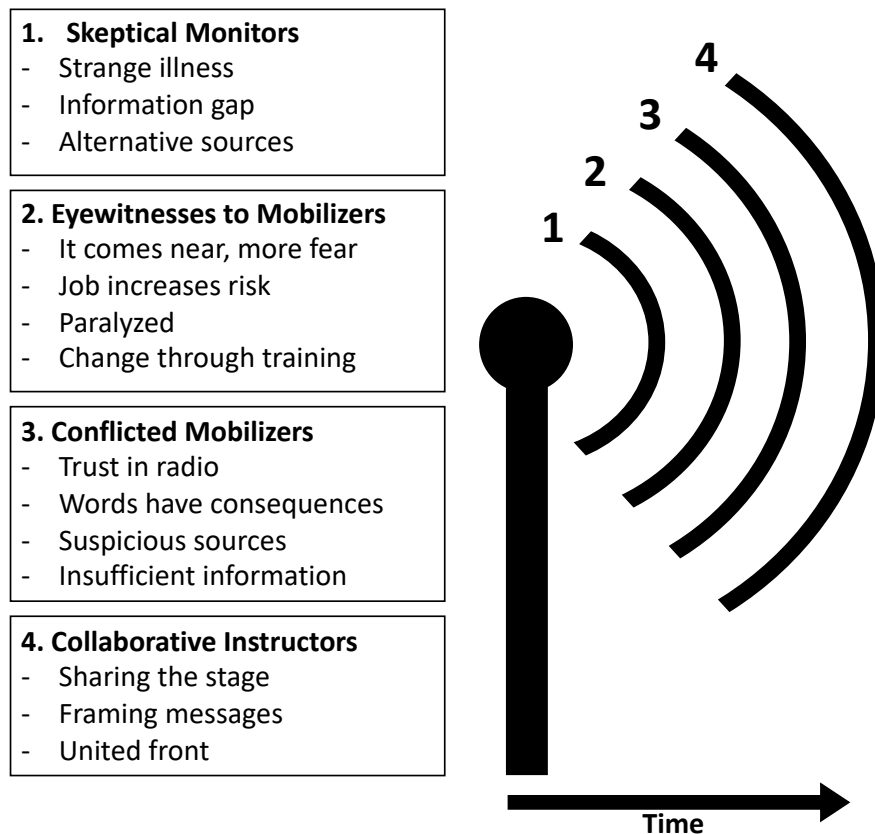 1. Skeptical Monitors
- Strange illness
- Information gap
- Alternative sources
2. Eyewitnesses to Mobilizers
- It comes near, more fear
- Job increases risk
- Paralyzed
- Change through training
3. Conflicted Mobilizers
- Trust in radio
- Words have consequences
- Suspicious sources
- Insufficient information
4. Collaborative Instructors
- Sharing the stage
- Framing messages
- United front
4
3
2
1
Time